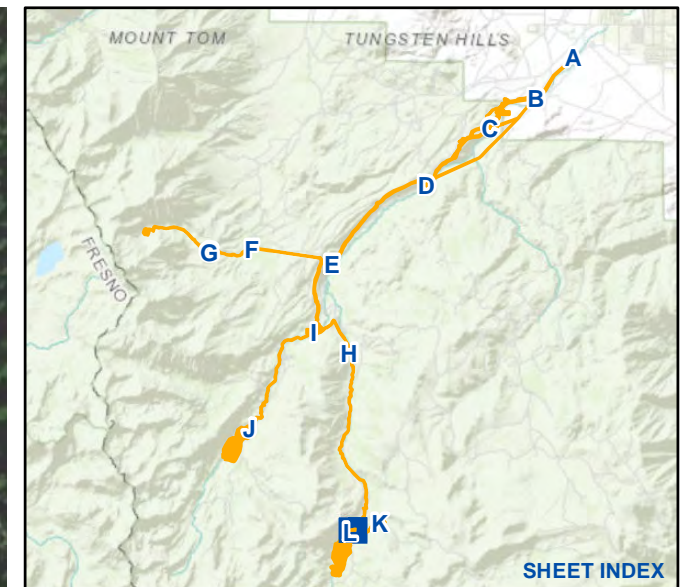 MOUNT TOM
TUNGSTEN HILLS
A
B
C
D
E
F
G
FRESNO
I
H
J
K
L
SHEET INDEX